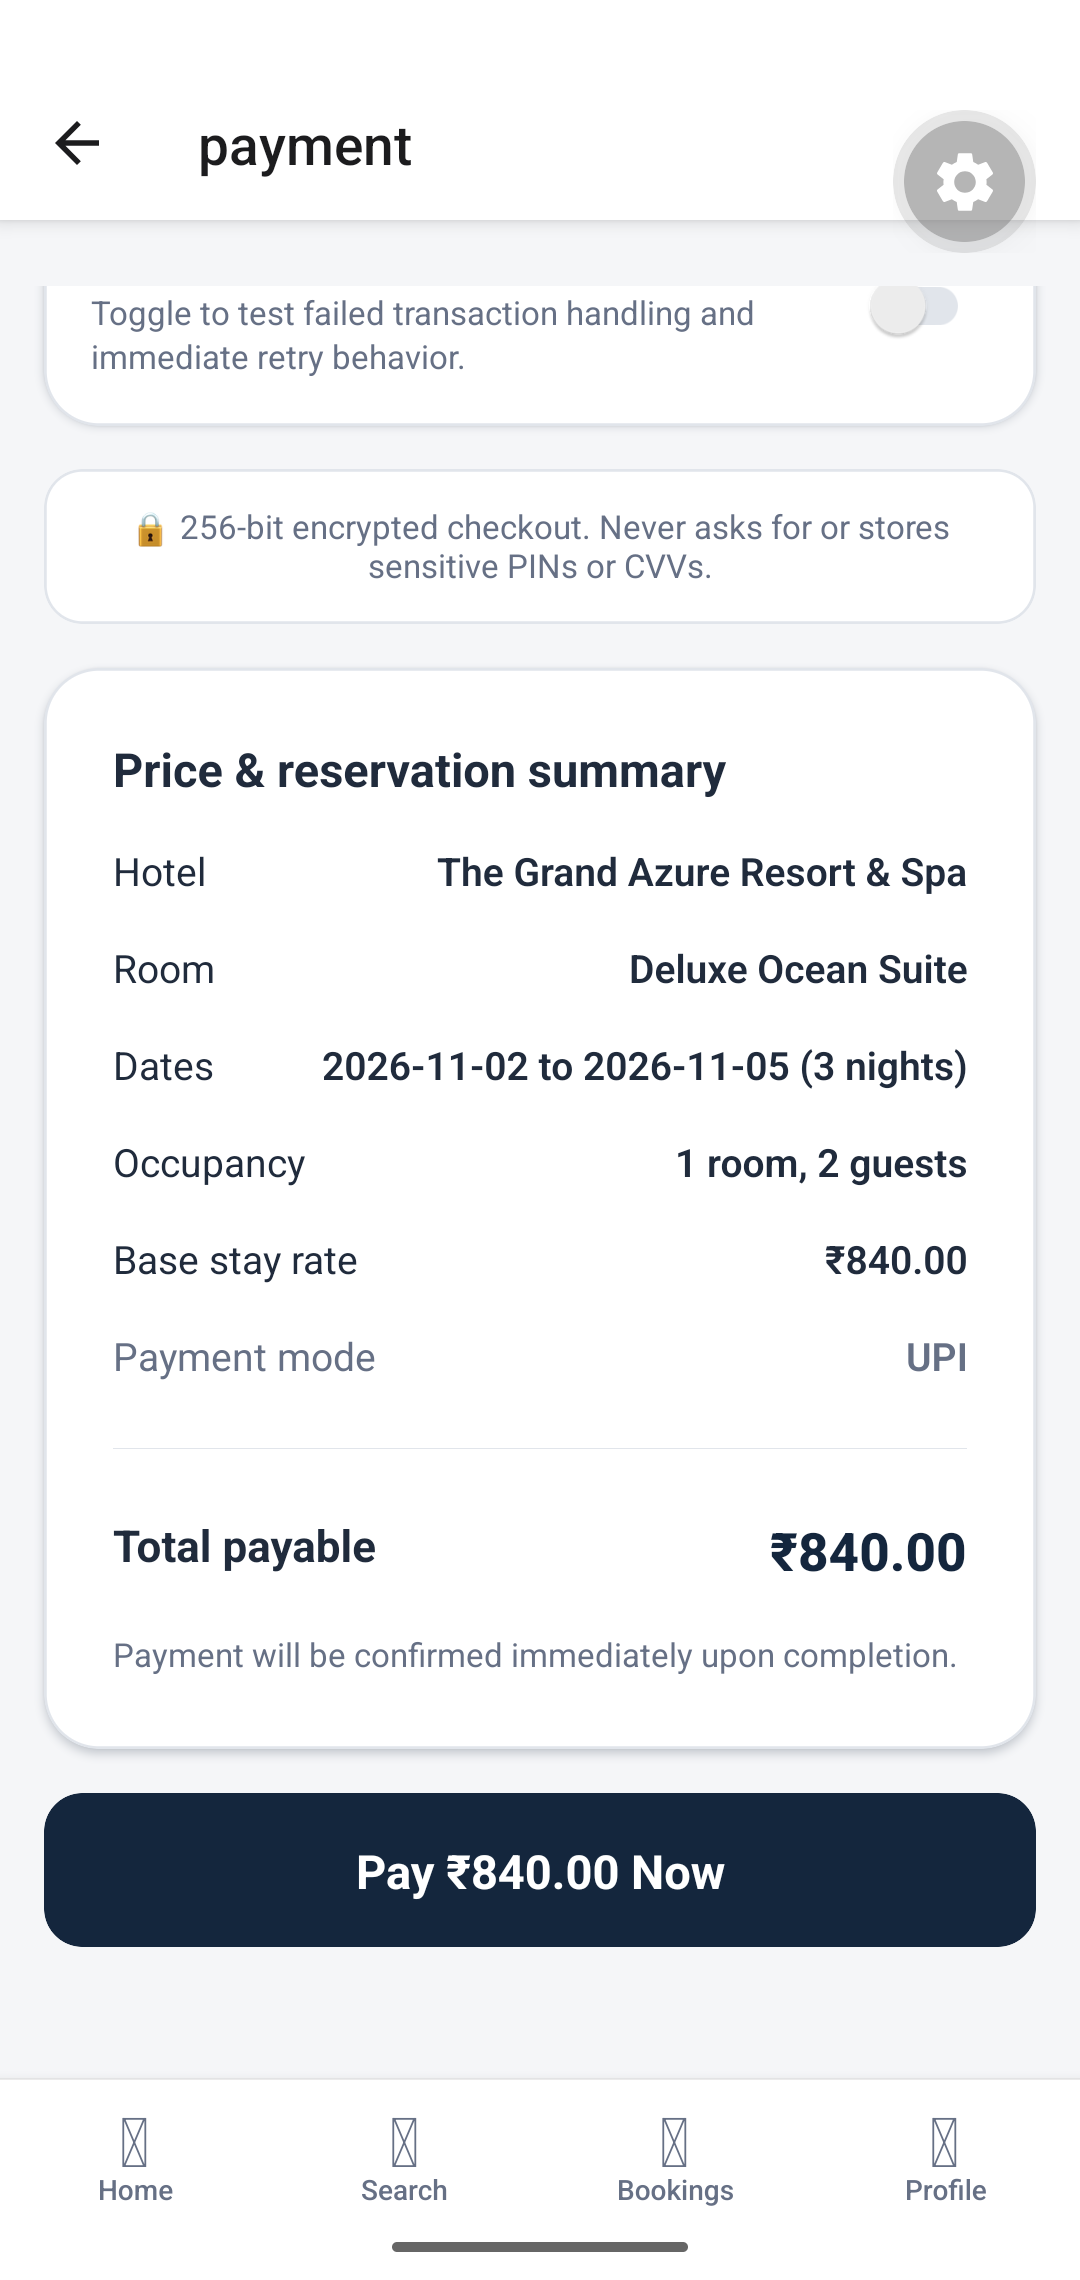 payment
Toggle to test failed transaction handling and
immediate retry behavior.
🔒 256-bit encrypted checkout. Never asks for or stores
sensitive PINs or CVVs.
Price & reservation summary
Hotel The Grand Azure Resort & Spa
Room Deluxe Ocean Suite
Dates 2026-11-02 to 2026-11-05 (3 nights)
Occupancy 1 room, 2 guests
Base stay rate ₹840.00
Payment mode UPI
Total payable ₹840.00
Payment will be confirmed immediately upon completion.
Pay ₹840.00 Now
Home Search Bookings Profile